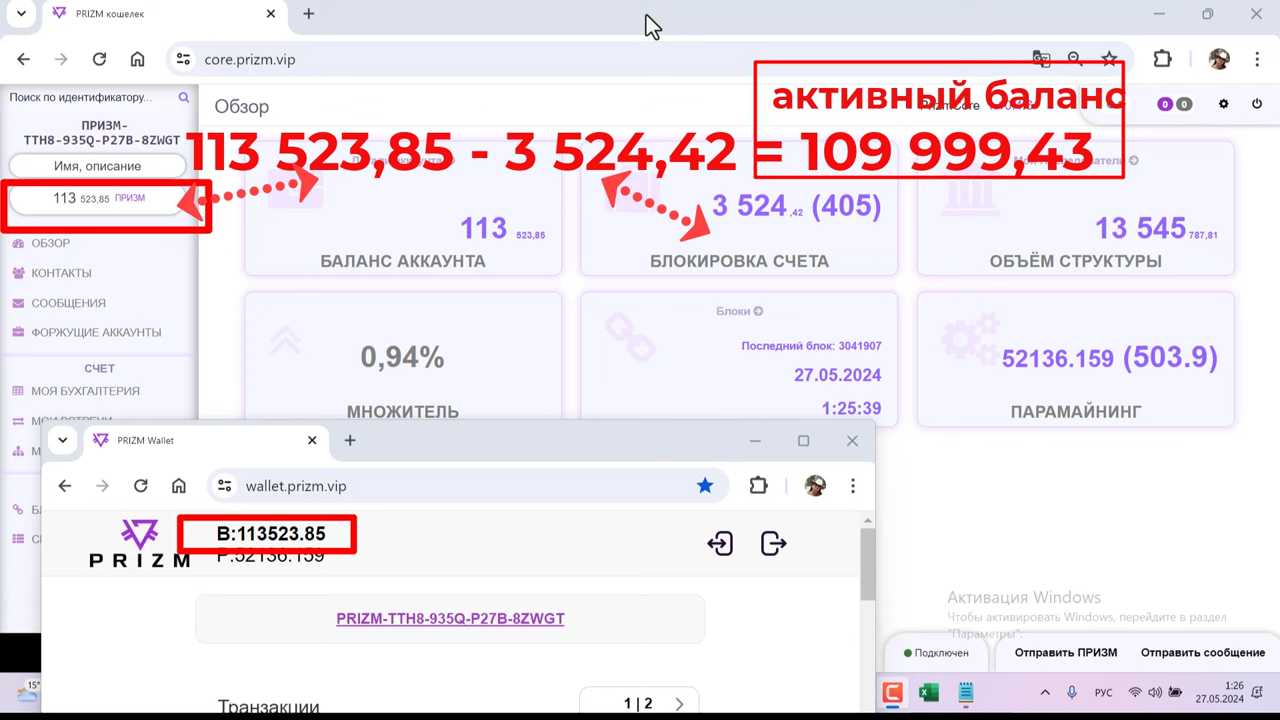 PRIZM кошелек
core.prizm.vip
Поиск по идентификатору...
Обзор
активный баланс
0 0
ПРИЗМ-
TTH8-935Q-P27B-8ZWGT
113 523,85 - 3 524,42 = 109 999,43
Имя, описание
113 523,85 ПРИЗМ
113 523,85
БАЛАНС АККАУНТА
3 524,42 (405)
БЛОКИРОВКА СЧЕТА
13 545 787,81
ОБЪЁМ СТРУКТУРЫ
ОБЗОР
КОНТАКТЫ
СООБЩЕНИЯ
ФОРЖУЩИЕ АККАУНТЫ
СЧЕТ
МОЯ БУХГАЛТЕРИЯ
0,94%
МНОЖИТЕЛЬ
Блоки
Последний блок: 3041907
27.05.2024
1:25:39
52136.159 (503.9)
ПАРАМАЙНИНГ
PRIZM Wallet
wallet.prizm.vip
PRIZM
B:113523.85
P:52136.159
PRIZM-TTH8-935Q-P27B-8ZWGT
Транзакции
1 | 2
Активация Windows
Чтобы активировать Windows, перейдите в раздел
"Параметры".
Подключен
Отправить ПРИЗМ
Отправить сообщение
15°
РУС
1:26
27.05.2024